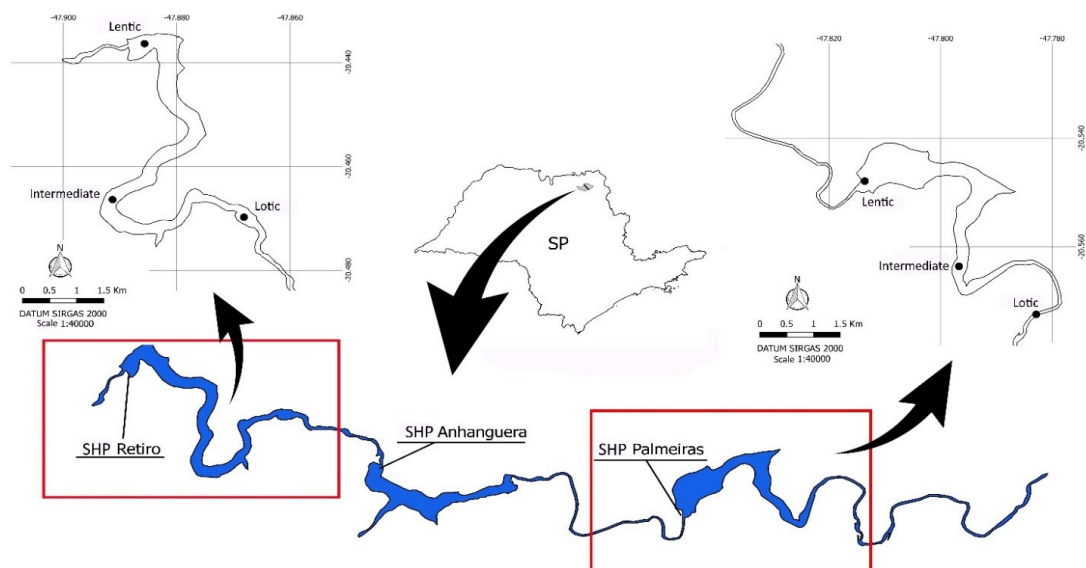 -47.900
-47.880
-47.860
Lentic
-20.440
-20.460
Intermediate
Lotic
-20.480
N
0 0.5 1 1.5 Km
DATUM SIRGAS 2000
Scale 1:40000
SP
-47.820
-47.800
-47.780
-20.540
Lentic
-20.560
Intermediate
Lotic
N
0 0.5 1 1.5 Km
DATUM SIRGAS 2000
Scale 1:40000
SHP Retiro
SHP Anhanguera
SHP Palmeiras